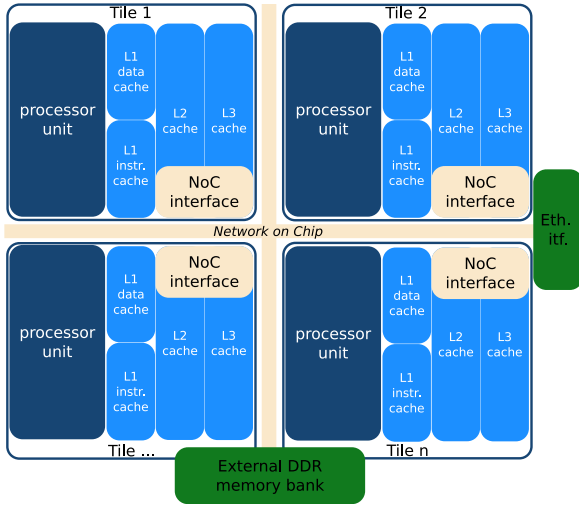 Tile 1
processor
unit
L1
data
cache
L1
instr.
cache
L2
cache
L3
cache
NoC
interface
Tile 2
processor
unit
L1
data
cache
L1
instr.
cache
L2
cache
L3
cache
NoC
interface
Eth.
itf.
Network on Chip
processor
unit
L1
data
cache
L1
instr.
cache
NoC
interface
L2
cache
L3
cache
Tile ...
processor
unit
L1
data
cache
L1
instr.
cache
NoC
interface
L2
cache
L3
cache
Tile n
External DDR
memory bank